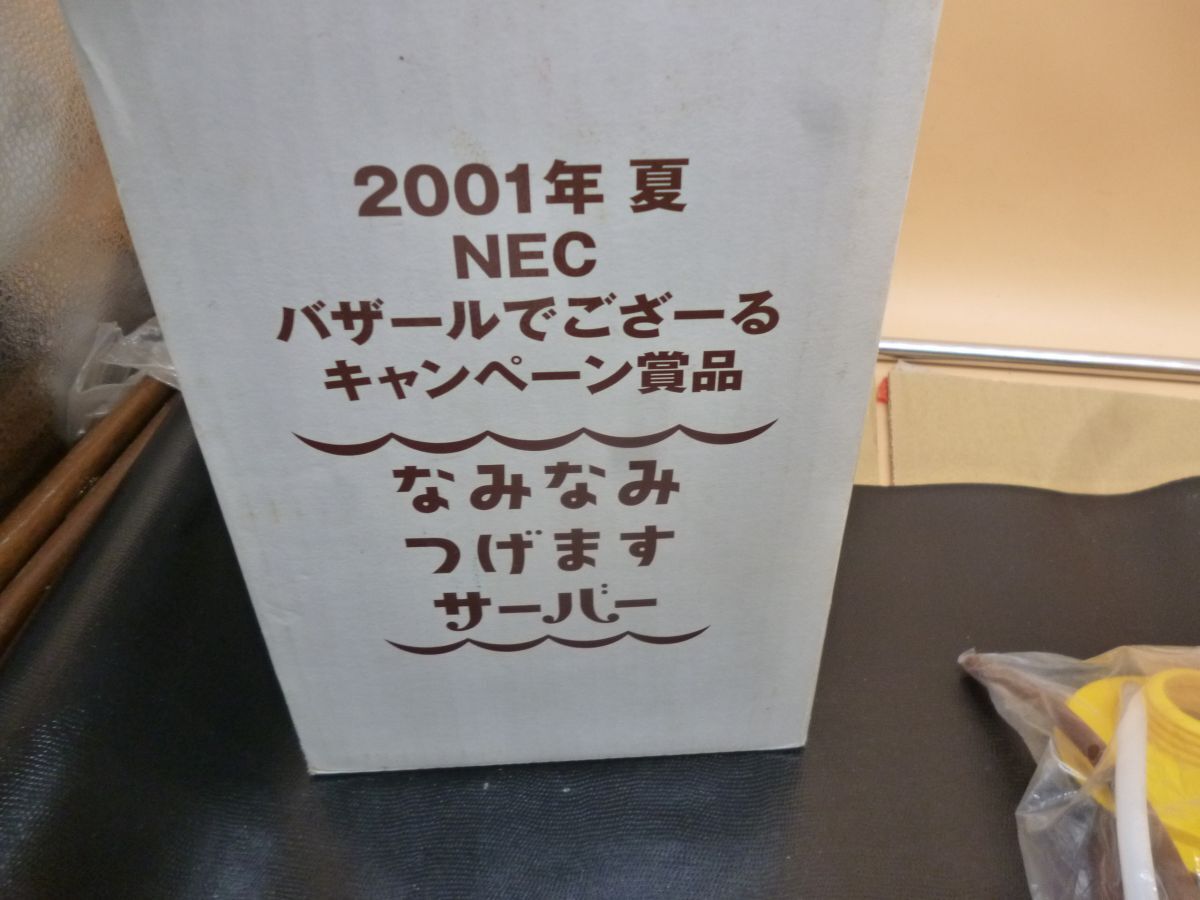 2001年 夏
NEC
バザールでござーる
キャンペーン賞品
なみなみ
つげます
サーバー